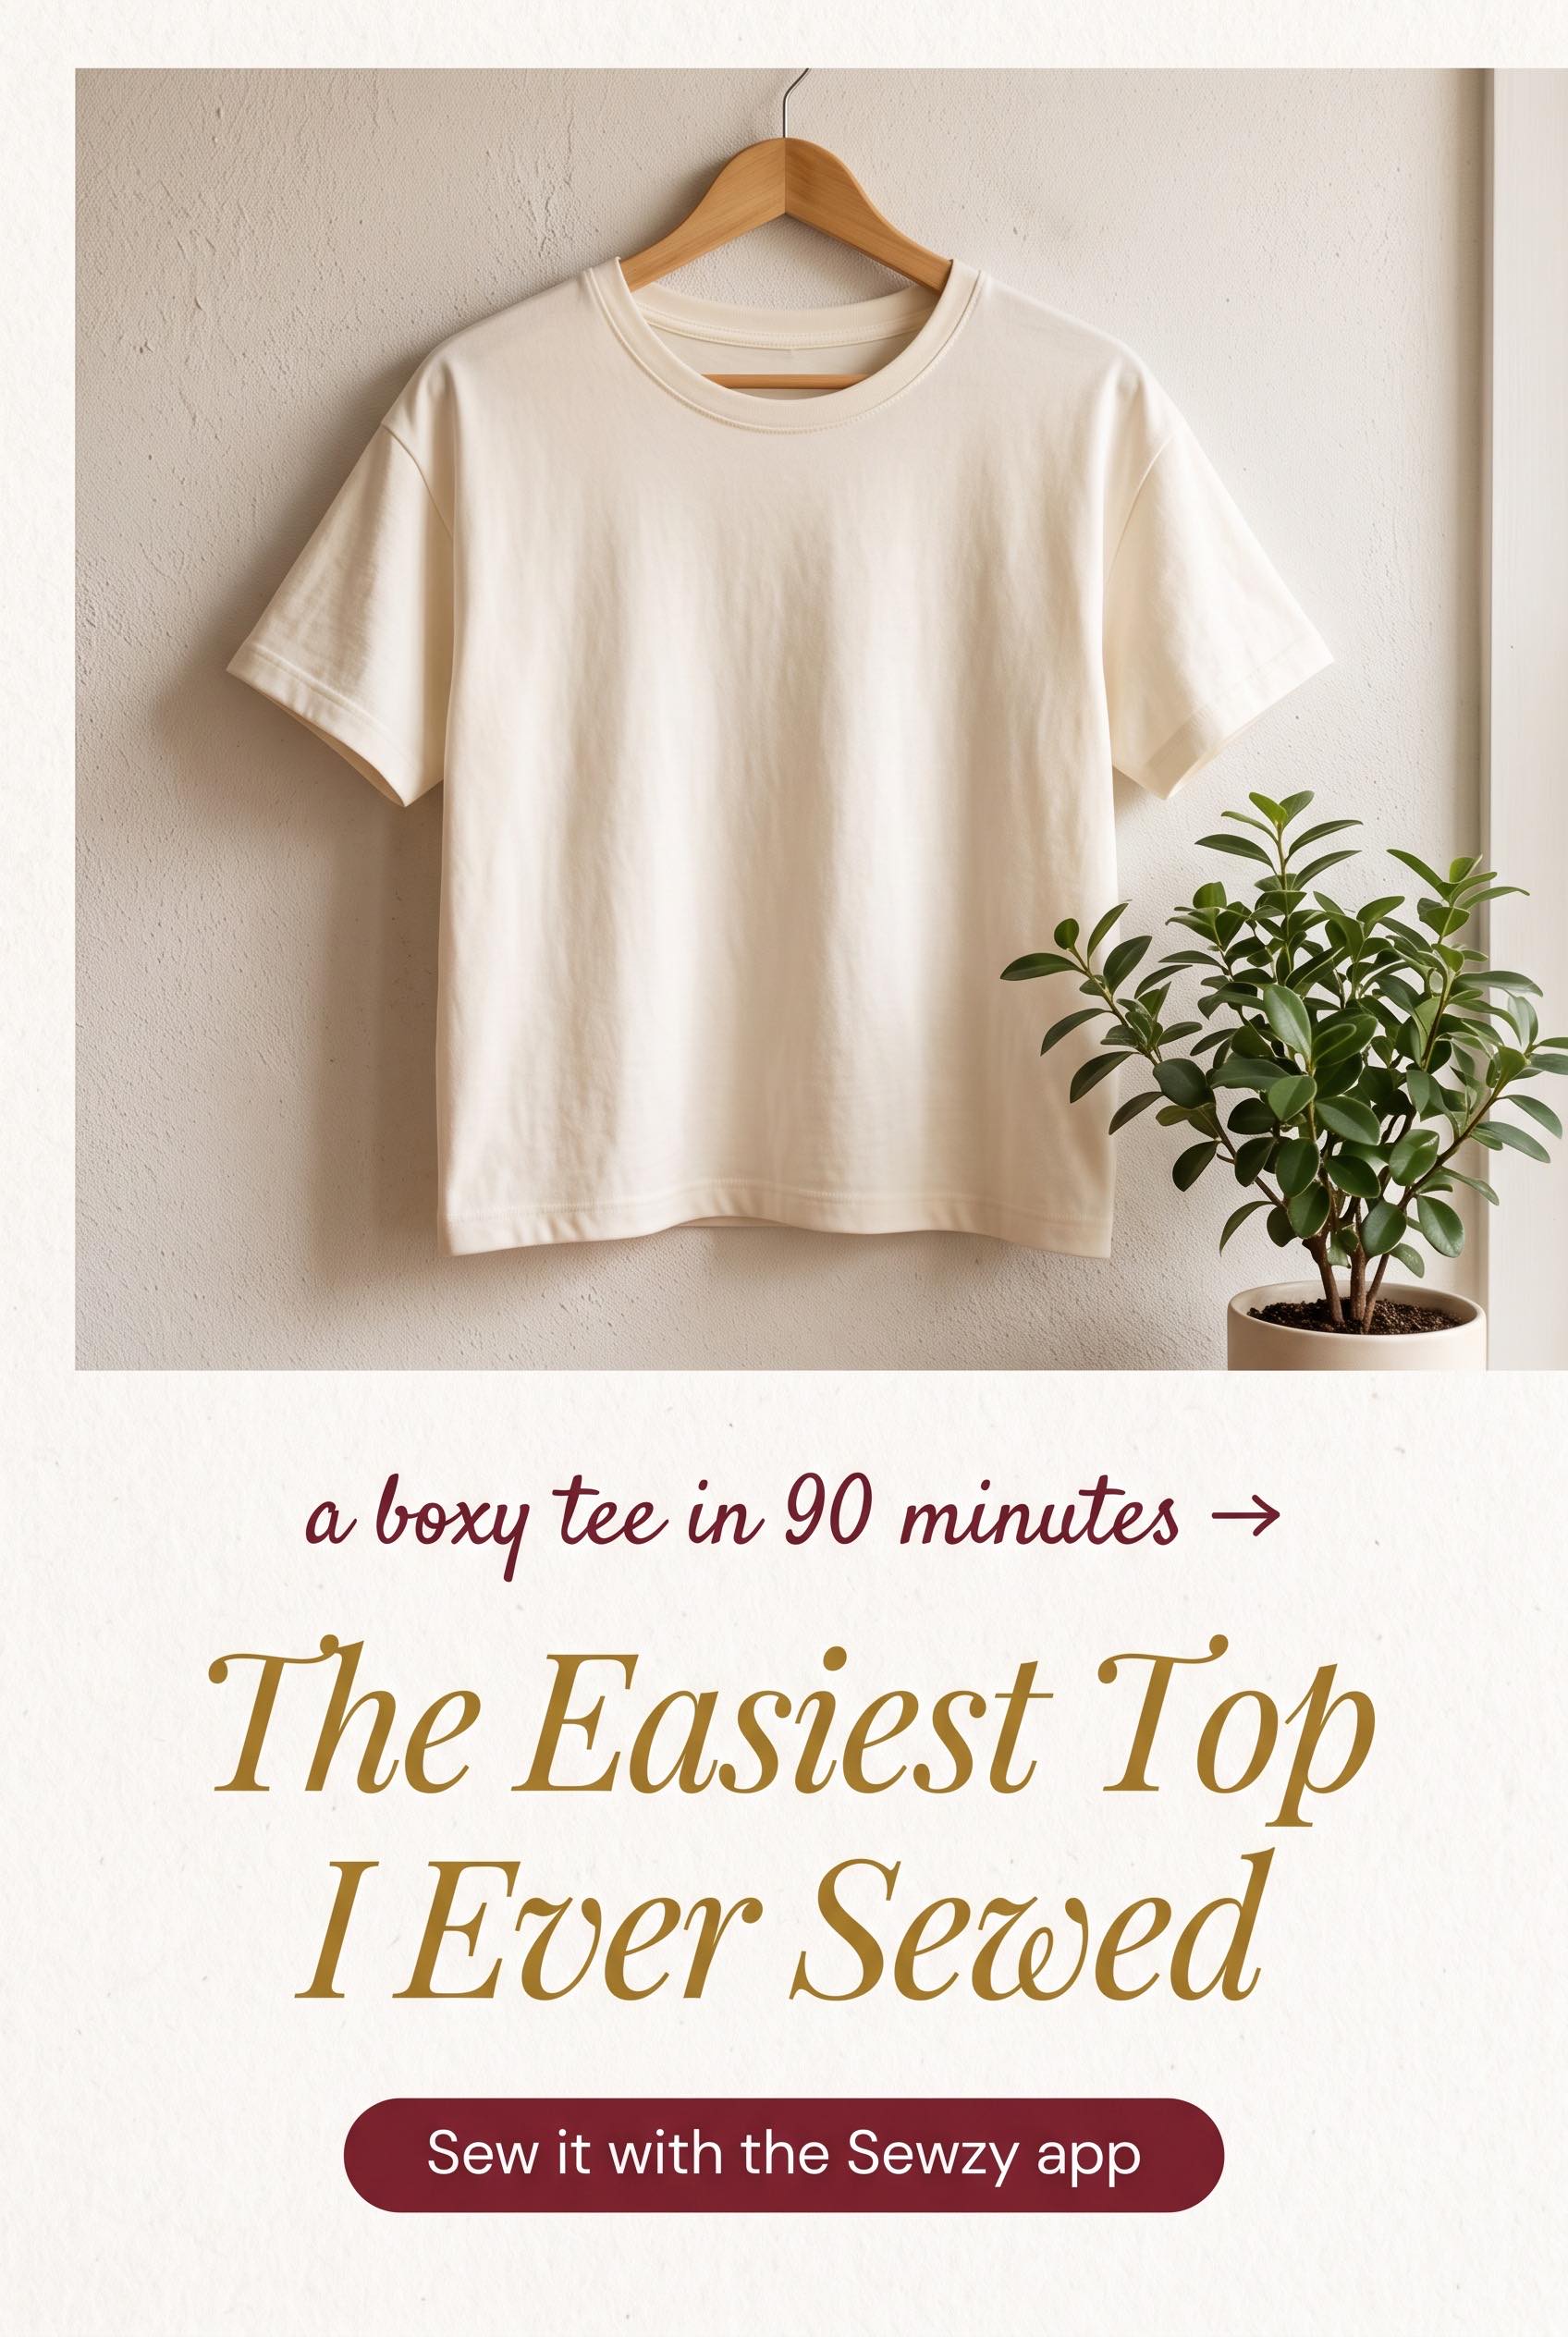 a boxy tee in 90 minutes →
The Easiest Top
I Ever Sewed
Sew it with the Sewzy app